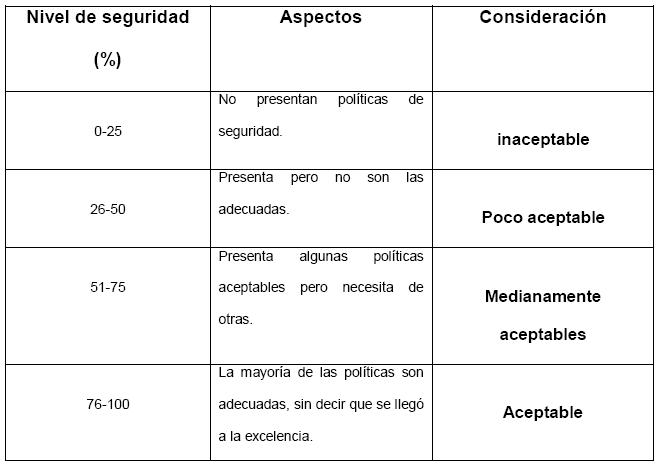 Nivel de seguridad Aspectos Consideración
(%)
0-25
No presentan políticas de
seguridad.
inaceptable
26-50
Presenta pero no son las
adecuadas.
Poco aceptable
51-75
Presenta algunas políticas
aceptables pero necesita de
otras.
Medianamente
aceptables
76-100
La mayoría de las políticas son
adecuadas, sin decir que se llegó
a la excelencia.
Aceptable